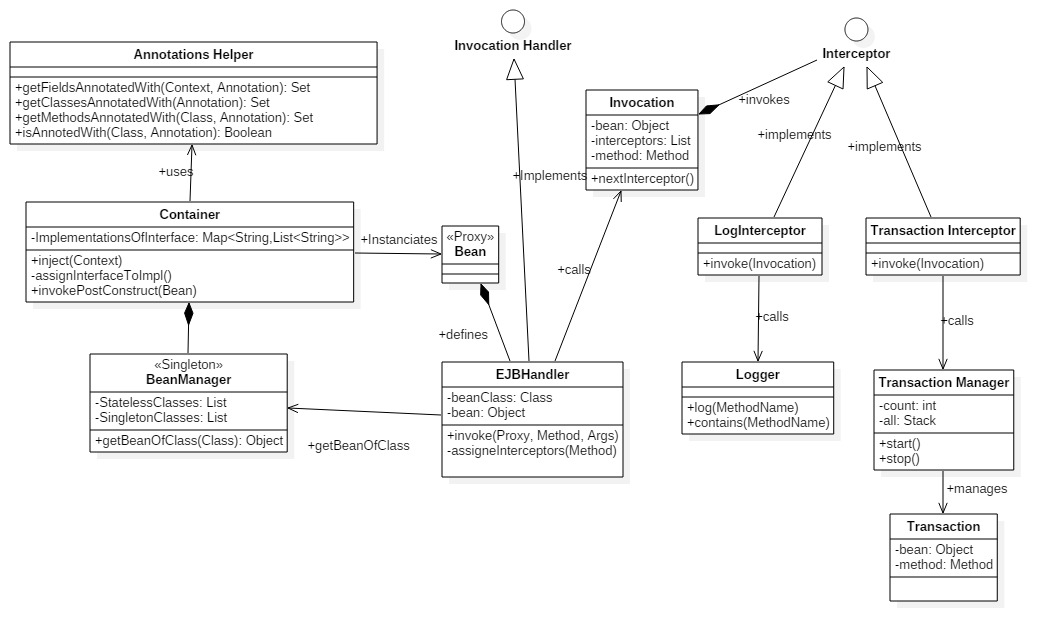 Annotations Helper
+getFieldsAnnotatedWith(Context, Annotation): Set
+getClassesAnnotatedWith(Annotation): Set
+getMethodsAnnotatedWith(Class, Annotation): Set
+isAnnotedWith(Class, Annotation): Boolean
Invocation Handler
Interceptor
Invocation
-bean: Object
-interceptors: List
-method: Method
+nextInterceptor()
+invokes
+implements
+implements
+uses
+Implements
Container
-ImplementationsOfInterface: Map<String,List<String>>
+inject(Context)
-assignInterfaceToImpl()
+invokePostConstruct(Bean)
+Instanciates
«Proxy»
Bean
+calls
LogInterceptor
+invoke(Invocation)
Transaction Interceptor
+invoke(Invocation)
+defines
+calls
+calls
«Singleton»
BeanManager
-StatelessClasses: List
-SingletonClasses: List
+getBeanOfClass(Class): Object
+getBeanOfClass
EJBHandler
-beanClass: Class
-bean: Object
+invoke(Proxy, Method, Args)
-assigneInterceptors(Method)
Logger
+log(MethodName)
+contains(MethodName)
Transaction Manager
-count: int
-all: Stack
+start()
+stop()
+manages
Transaction
-bean: Object
-method: Method